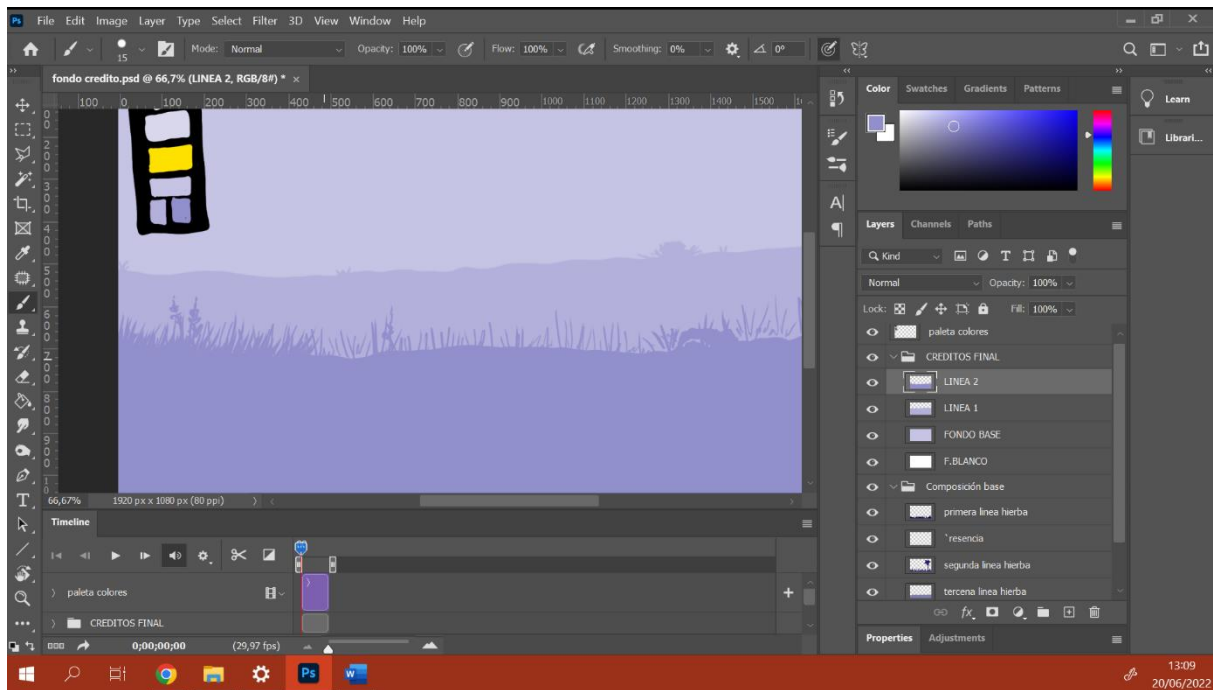 Ps File Edit Image Layer Type Select Filter 3D View Window Help
15 Mode: Normal Opacity: 100% Flow: 100% Smoothing: 0% 0°
fondo credito.psd @ 66,7% (LINEA 2, RGB/8#) * ×
100 0 100 200 300 400 500 600 700 800 900 1000 1100 1200 1300 1400 1500
Color Swatches Gradients Patterns
Learn
Librari...
Layers Channels Paths
Kind
Normal Opacity: 100%
Lock: Fill: 100%
paleta colores
CREDITOS FINAL
LINEA 2
LINEA 1
FONDO BASE
F.BLANCO
Composición base
primera linea hierba
`resencia
segunda linea hierba
tercena linea hierba
fx
Properties Adjustments
66,67% 1920 px x 1080 px (80 ppi)
Timeline
paleta colores
CREDITOS FINAL
0;00;00;00 (29,97 fps)
Ps W
13:09
20/06/2022